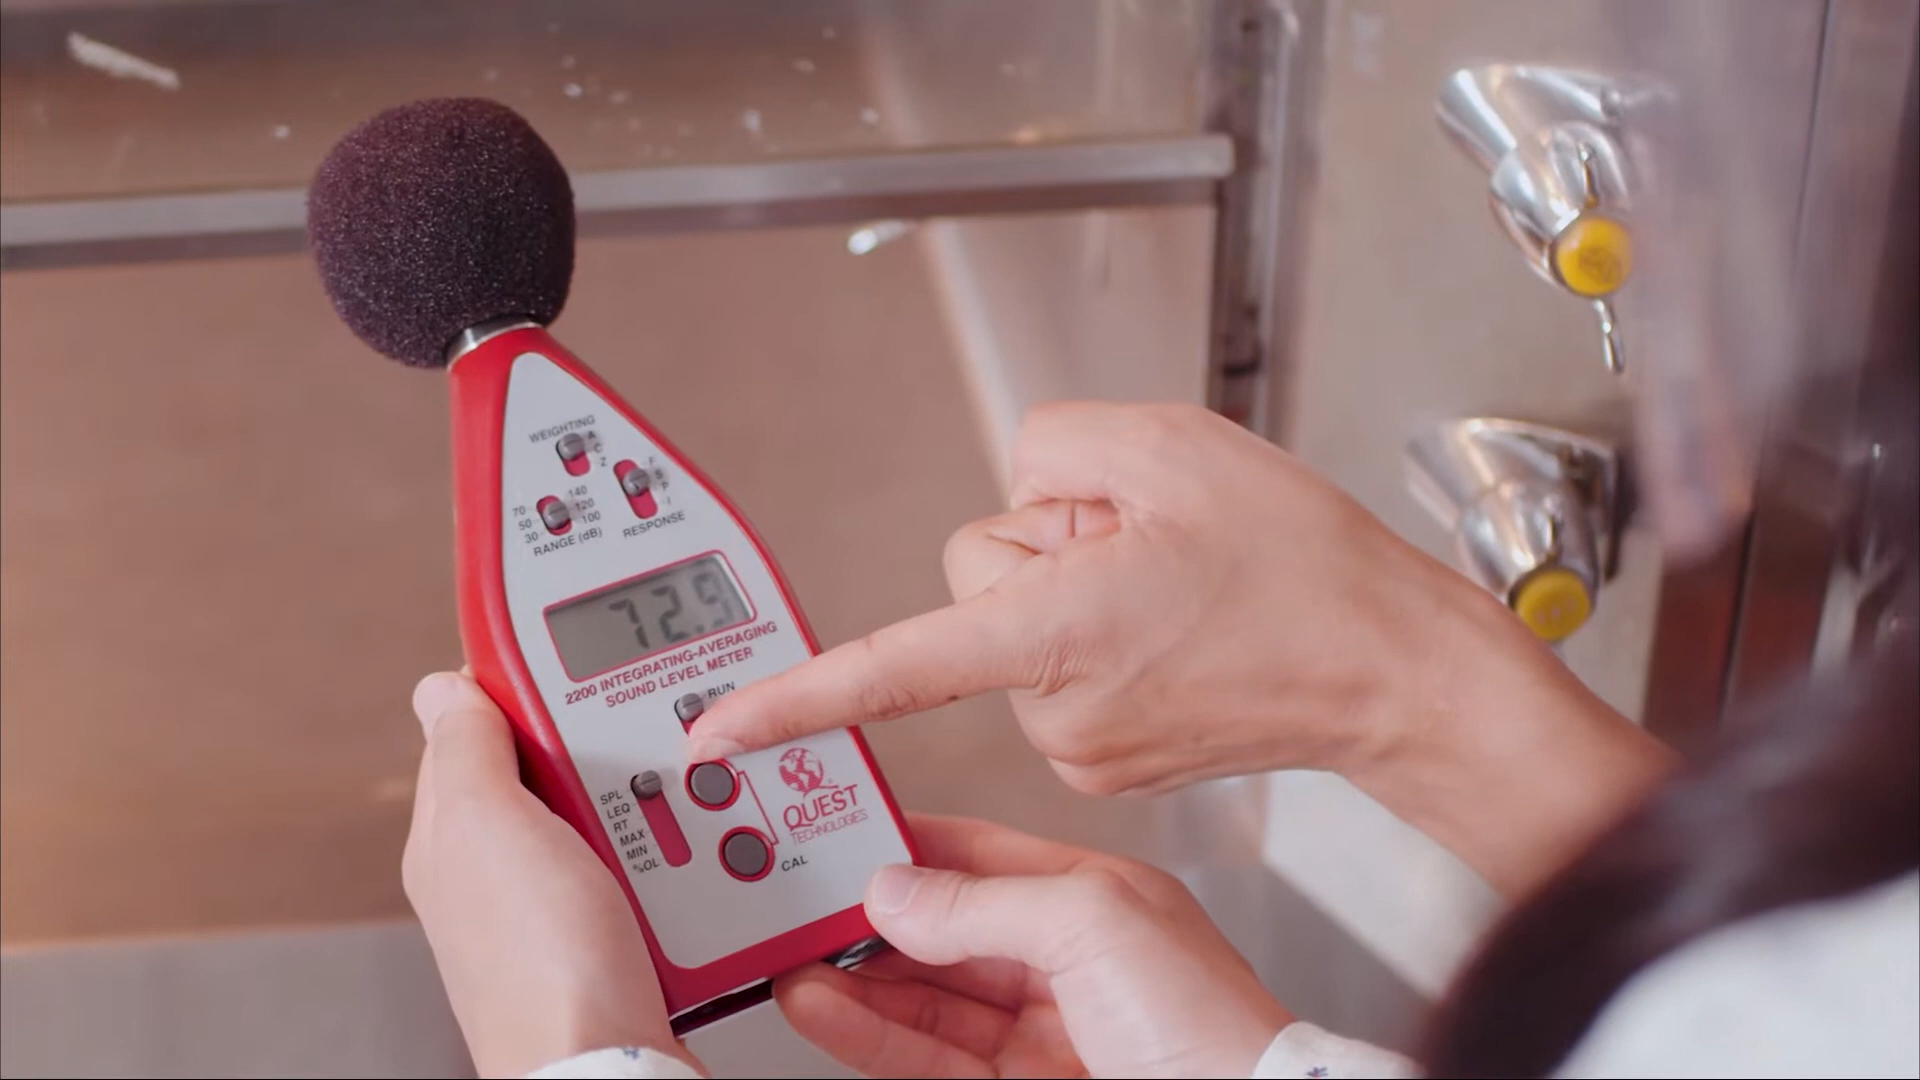 WEIGHTING
A
C
Z
F
S
P
I
RESPONSE
70 140
50 120
30 100
RANGE (dB)
72.9
2200 INTEGRATING-AVERAGING
SOUND LEVEL METER
RUN
SPL
LEQ
RT
MAX
MIN
%OL
QUEST
TECHNOLOGIES
CAL